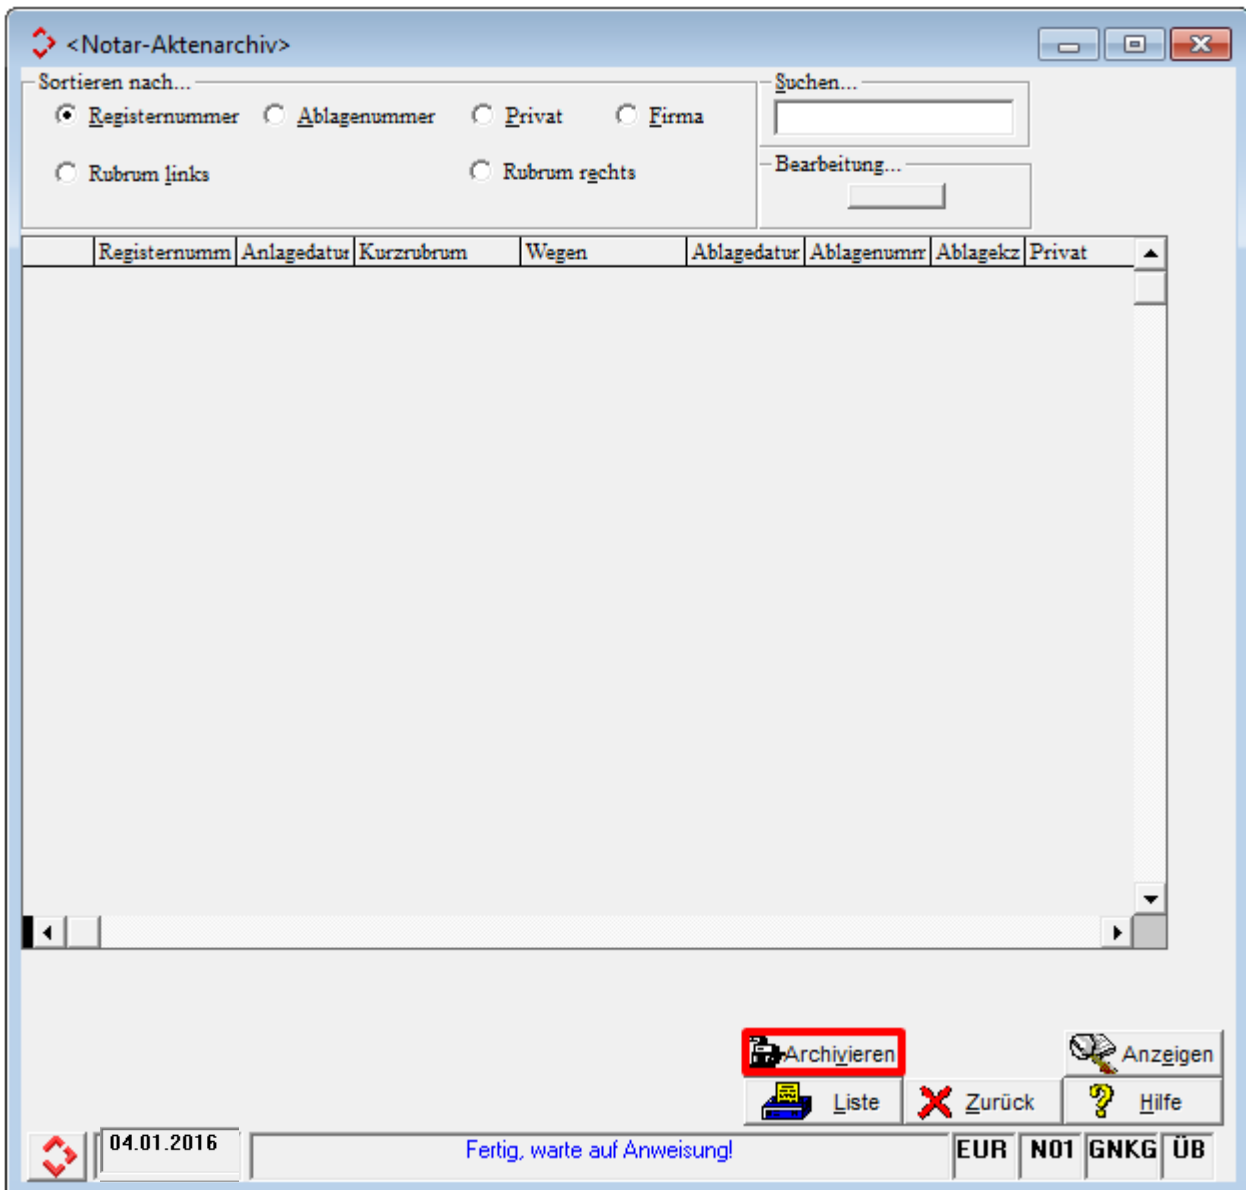 <Notar-Aktenarchiv>
Sortieren nach...
Suchen...
Registernummer Ablagenummer Privat Firma
Rubrum links Rubrum rechts
Bearbeitung...
Registernumm Anlagedatur Kurzrubrum Wegen Ablagedatur Ablagenumr Ablagekz Privat
Archivieren Anzeigen
Liste Zurück Hilfe
04.01.2016 Fertig, warte auf Anweisung! EUR N01 GNKG ÜB